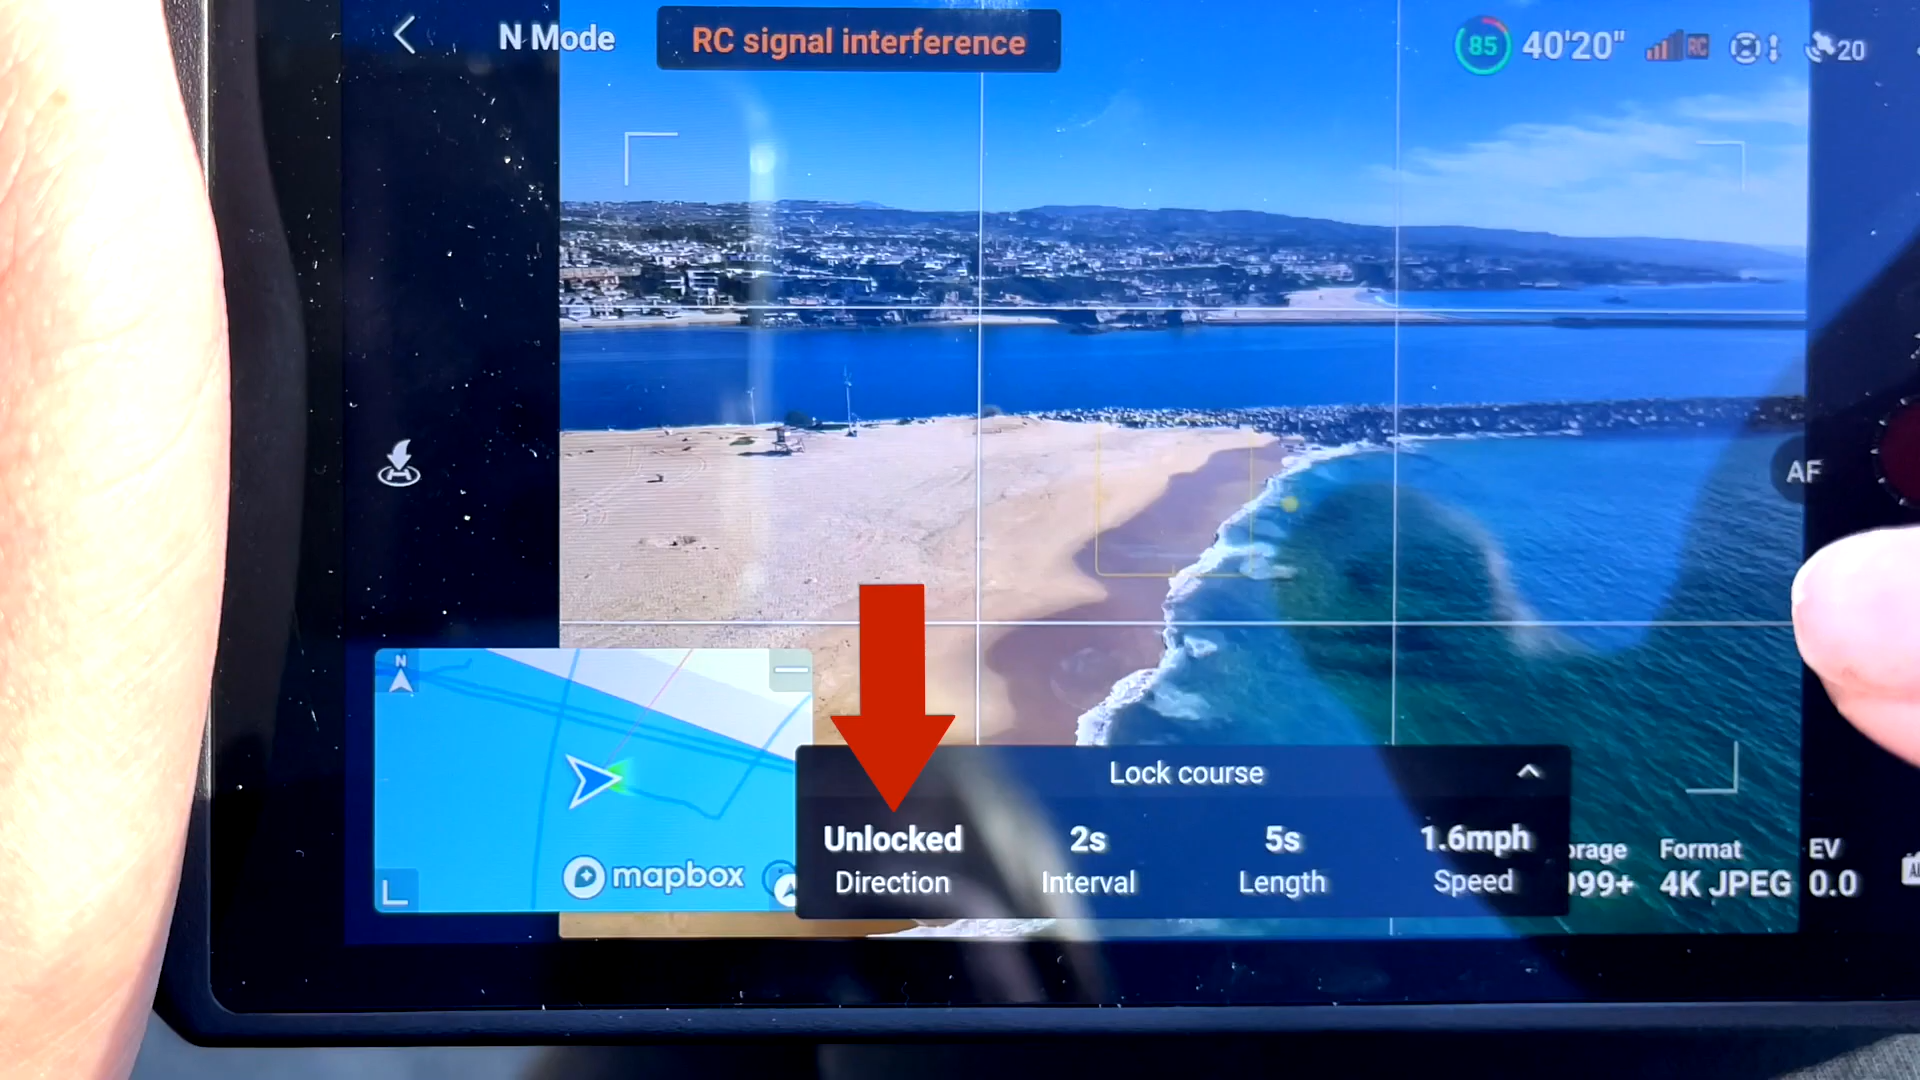 N Mode
RC signal interference
85
40'20"
RC
20
AF
N
mapbox
Lock course
Unlocked
2s
5s
1.6mph
Direction
Interval
Length
Speed
Format
EV
999+
4K JPEG
0.0